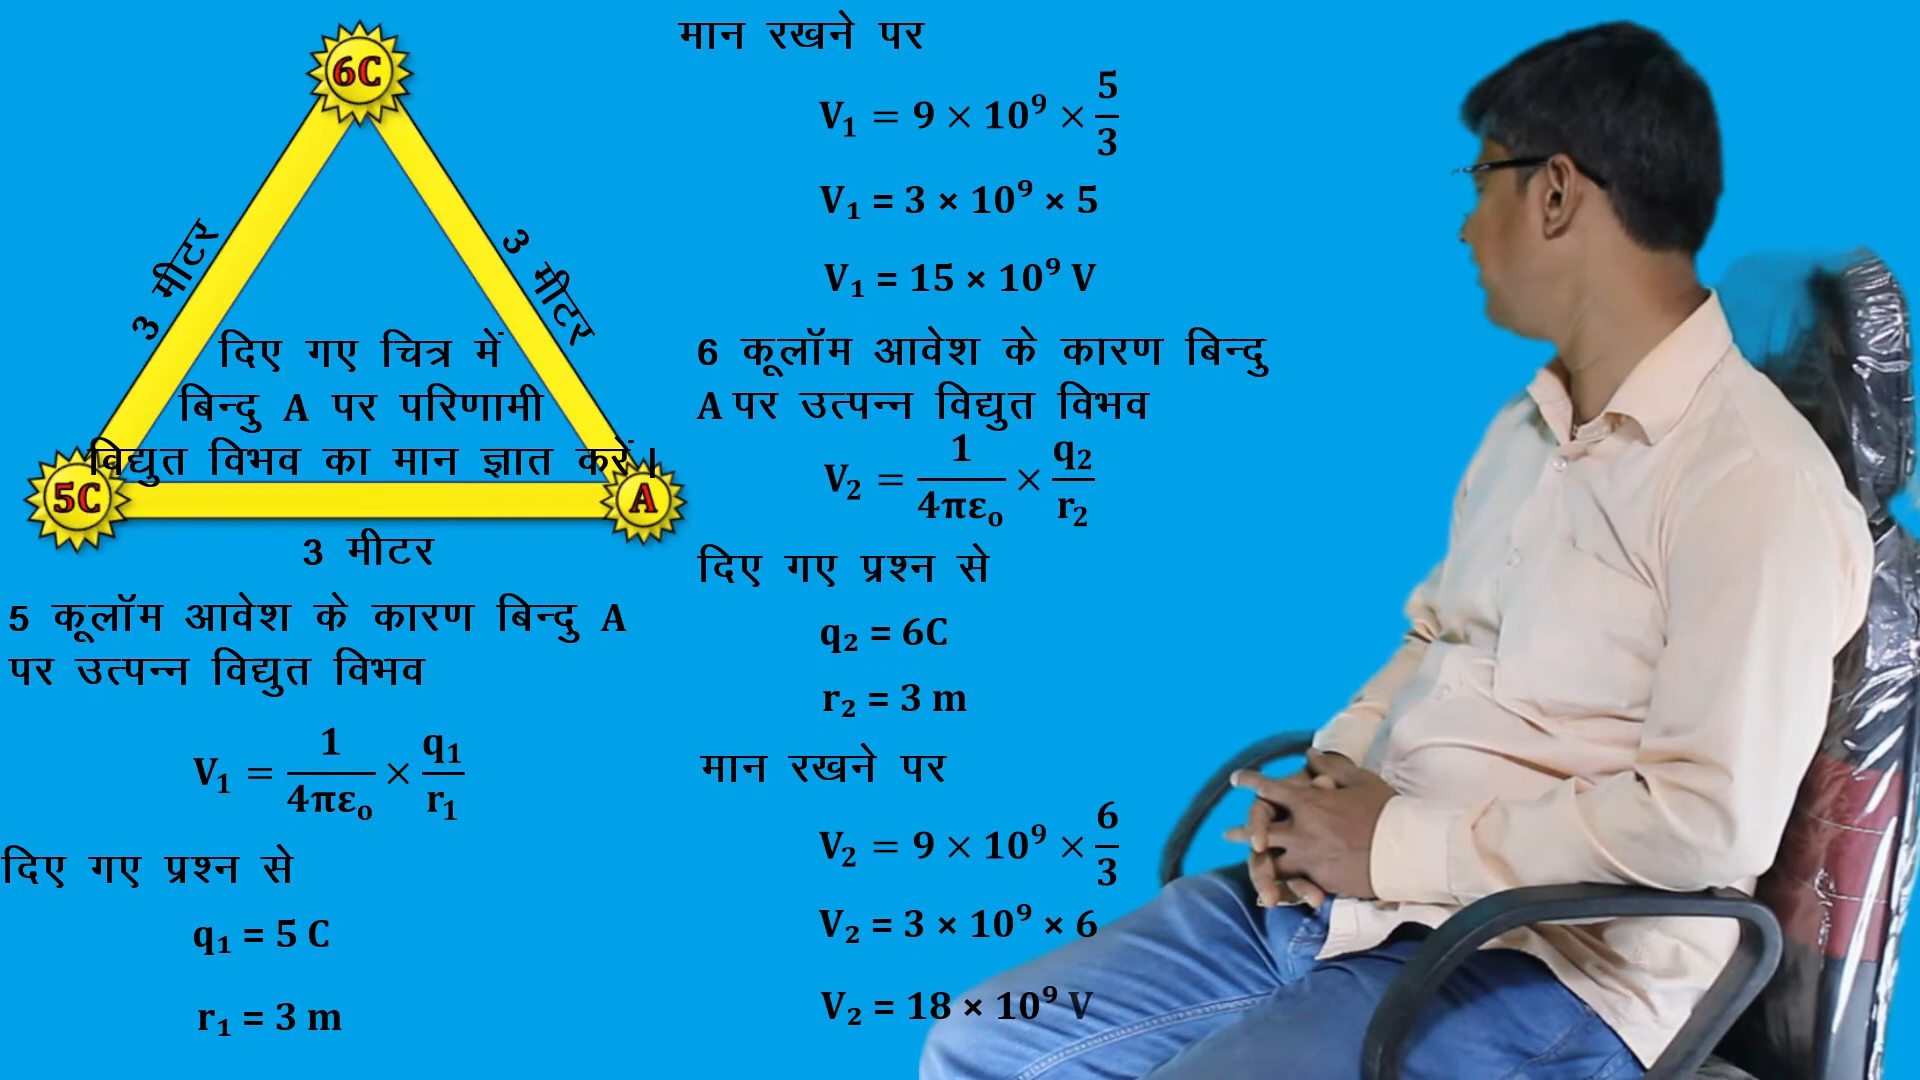 6C
3 मीटर
3 मीटर
दिए गए चित्र में
बिन्दु A पर परिणामी
विद्युत विभव का मान ज्ञात करें।
5C
A
3 मीटर
5 कूलॉम आवेश के कारण बिन्दु A
पर उत्पन्न विद्युत विभव
V₁ = 1/4πε₀ × q₁/r₁
दिए गए प्रश्न से
q₁ = 5 C
r₁ = 3 m
मान रखने पर
V₁ = 9 × 10⁹ × 5/3
V₁ = 3 × 10⁹ × 5
V₁ = 15 × 10⁹ V
6 कूलॉम आवेश के कारण बिन्दु
A पर उत्पन्न विद्युत विभव
V₂ = 1/4πε₀ × q₂/r₂
दिए गए प्रश्न से
q₂ = 6C
r₂ = 3 m
मान रखने पर
V₂ = 9 × 10⁹ × 6/3
V₂ = 3 × 10⁹ × 6
V₂ = 18 × 10⁹ V